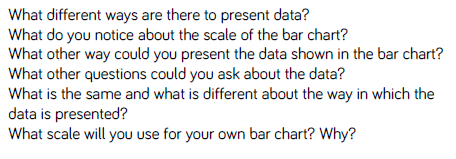 What different ways are there to present data?
What do you notice about the scale of the bar chart?
What other way could you present the data shown in the bar chart?
What other questions could you ask about the data?
What is the same and what is different about the way in which the
data is presented?
What scale will you use for your own bar chart? Why?